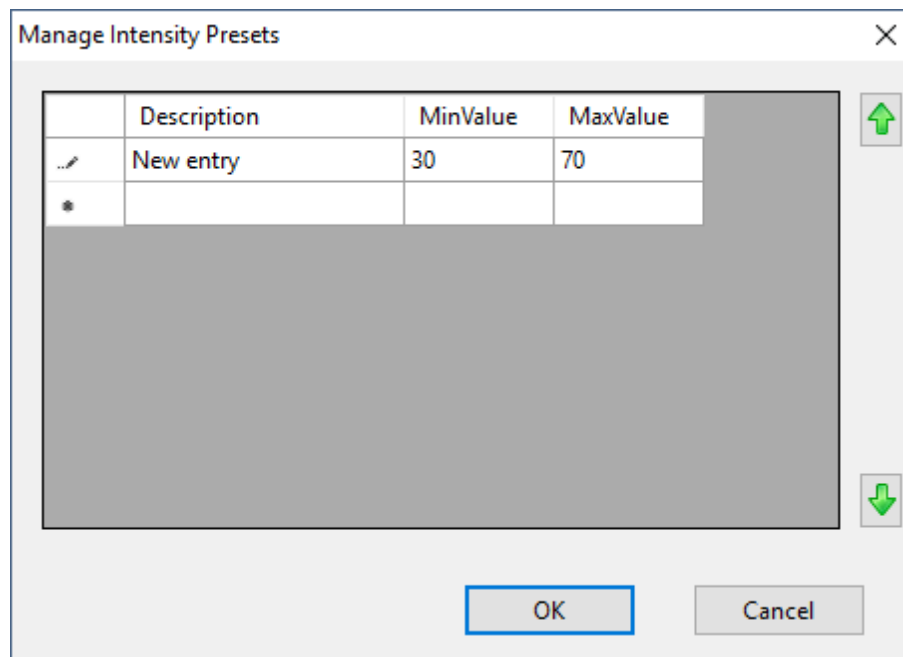 Manage Intensity Presets
Description MinValue MaxValue
New entry 30 70
OK Cancel